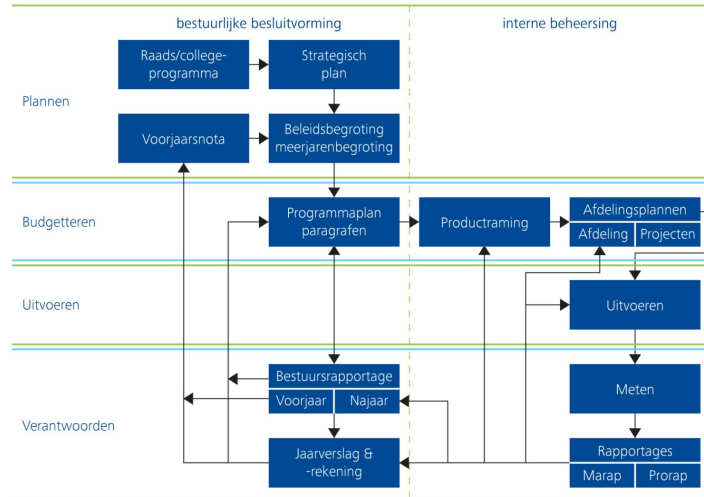 bestuurlijke besluitvorming
interne beheersing
Plannen
Raads/college-
programma
Strategisch
plan
Voorjaarsnota
Beleidsbegroting
meerjarenbegroting
Budgetteren
Programmaplan
paragrafen
Productraming
Afdelingsplannen
Afdeling
Projecten
Uitvoeren
Uitvoeren
Verantwoorden
Bestuursrapportage
Voorjaar
Najaar
Meten
Jaarverslag &
-rekening
Rapportages
Marap
Prorap